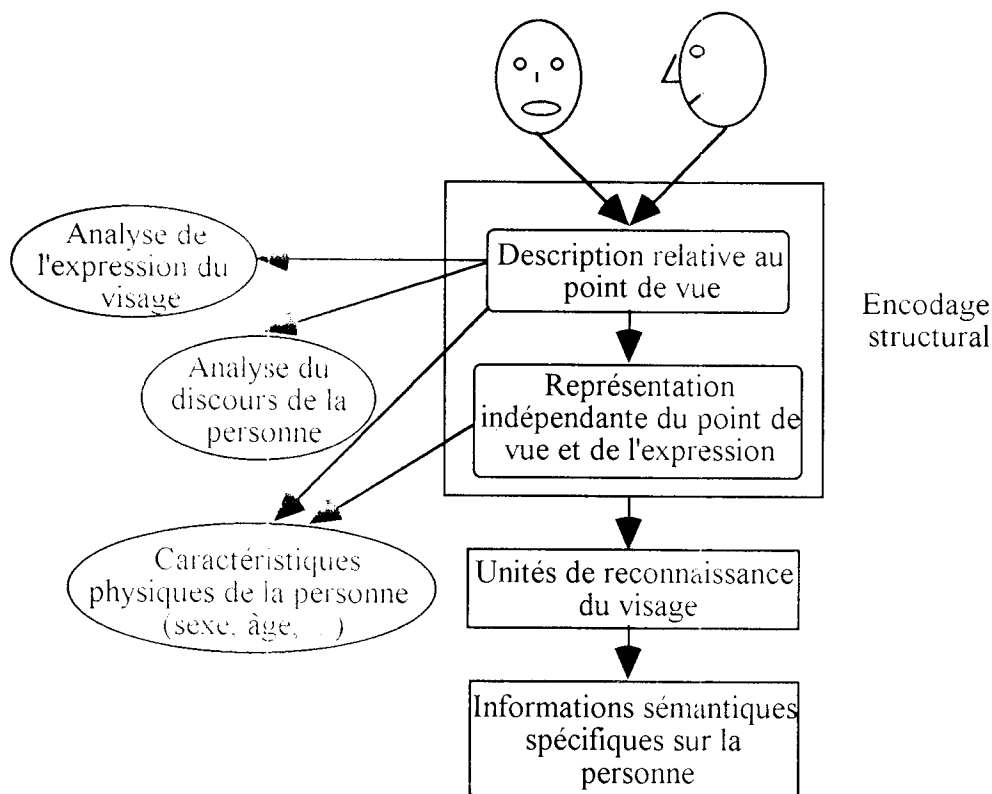 Analyse de
l'expression du
visage
Description relative au
point de vue
Encodage
structural
Analyse du
discours de la
personne
Représentation
indépendante du point de
vue et de l'expression
Caractéristiques
physiques de la personne
(sexe, âge, . )
Unités de reconnaissance
du visage
Informations sémantiques
spécifiques sur la
personne